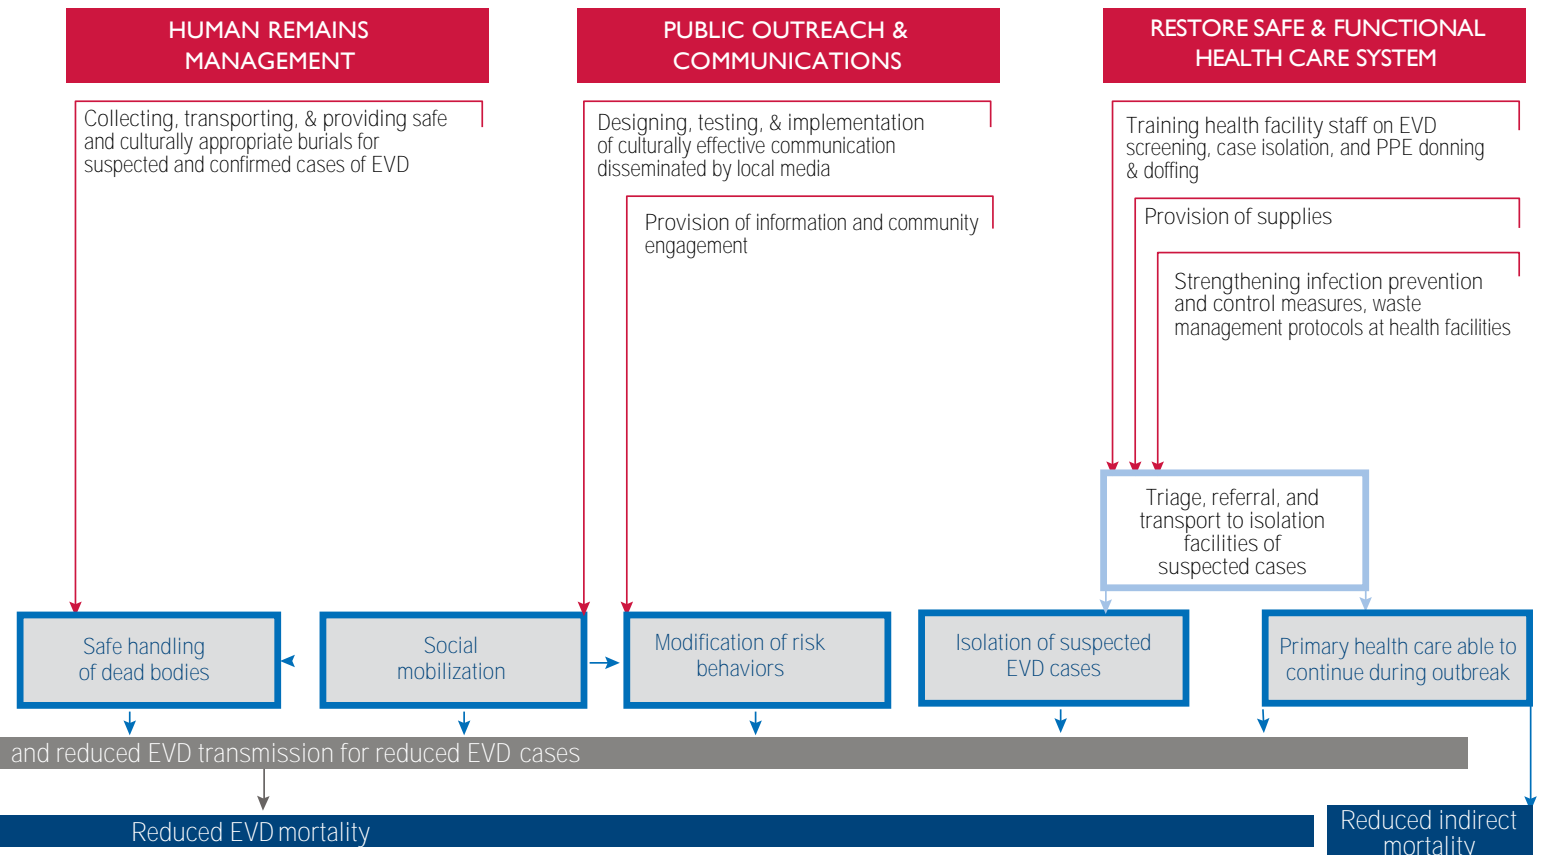 HUMAN REMAINS
MANAGEMENT
PUBLIC OUTREACH &
COMMUNICATIONS
RESTORE SAFE & FUNCTIONAL
HEALTH CARE SYSTEM
Collecting, transporting, & providing safe
and culturally appropriate burials for
suspected and confirmed cases of EVD
Designing, testing, & implementation
of culturally effective communication
disseminated by local media
Provision of information and community
engagement
Training health facility staff on EVD
screening, case isolation, and PPE donning
& doffing
Provision of supplies
Strengthening infection prevention
and control measures, waste
management protocols at health facilities
Triage, referral, and
transport to isolation
facilities of
suspected cases
Safe handling
of dead bodies
Social
mobilization
Modification of risk
behaviors
Isolation of suspected
EVD cases
Primary health care able to
continue during outbreak
and reduced EVD transmission for reduced EVD cases
Reduced EVD mortality
Reduced indirect
mortality